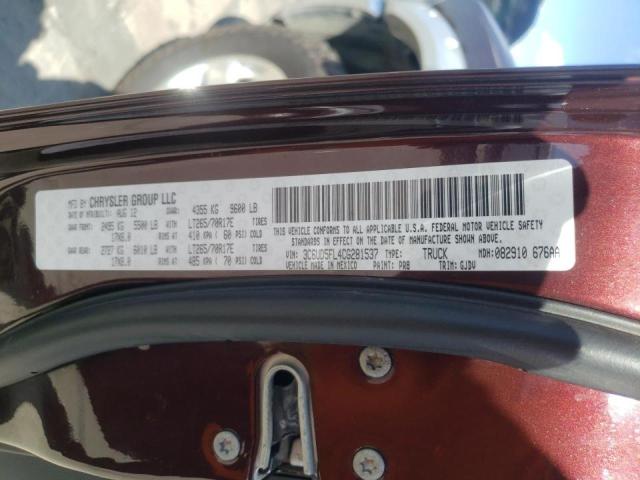 MFD BY CHRYSLER GROUP LLC
DATE OF MFR: AUG 12 GVWR: 4355 KG 9600 LB
GAWR FRONT: 2495 KG 5500 LB WITH LT265/70R17E TIRES
17X8.0 RIMS AT 410 KPA ( 60 PSI) COLD
GAWR REAR: 2727 KG 6010 LB WITH LT265/70R17E TIRES
17X8.0 RIMS AT 485 KPA ( 70 PSI) COLD
THIS VEHICLE CONFORMS TO ALL APPLICABLE U.S.A. FEDERAL MOTOR VEHICLE SAFETY
STANDARDS IN EFFECT ON THE DATE OF MANUFACTURE SHOWN ABOVE.
VIN: 3C6UD5FL4CG281537 TYPE: TRUCK MDH: 082910 676AA
MADE IN MEXICO PAINT: PRB TRIM: GJDV